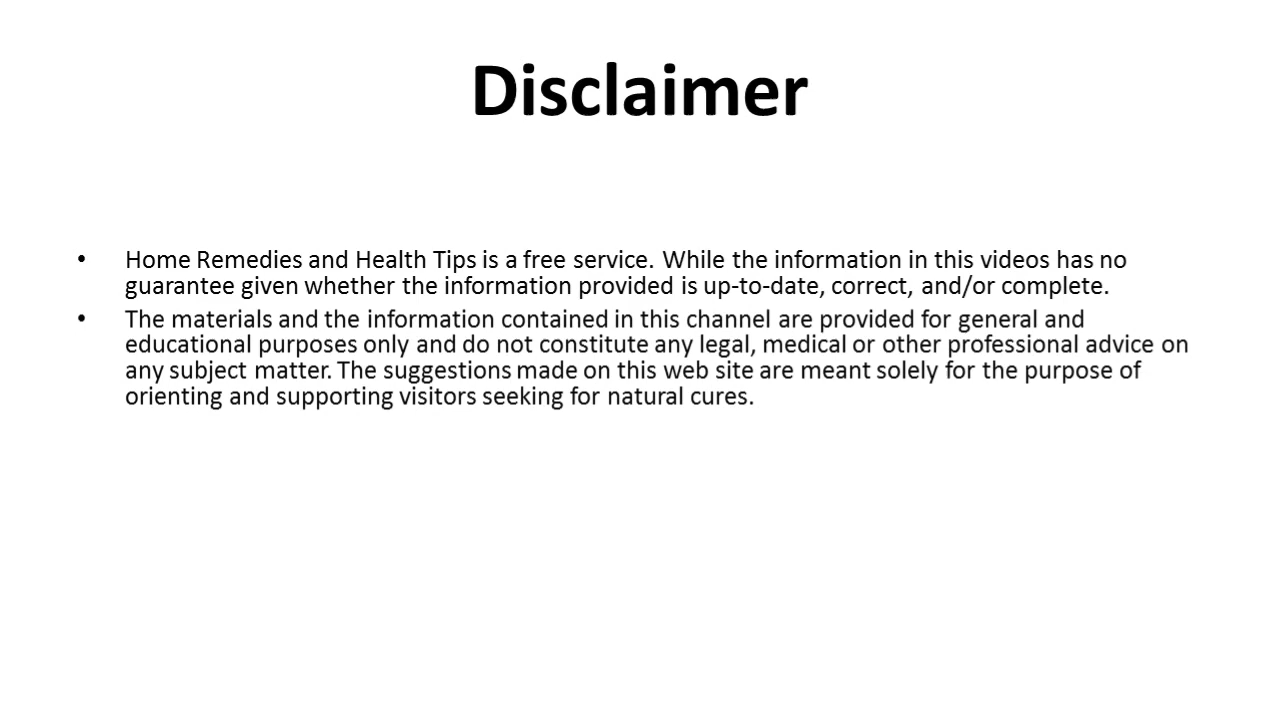 Disclaimer
• Home Remedies and Health Tips is a free service. While the information in this videos has no
guarantee given whether the information provided is up-to-date, correct, and/or complete.
• The materials and the information contained in this channel are provided for general and
educational purposes only and do not constitute any legal, medical or other professional advice on
any subject matter. The suggestions made on this web site are meant solely for the purpose of
orienting and supporting visitors seeking for natural cures.